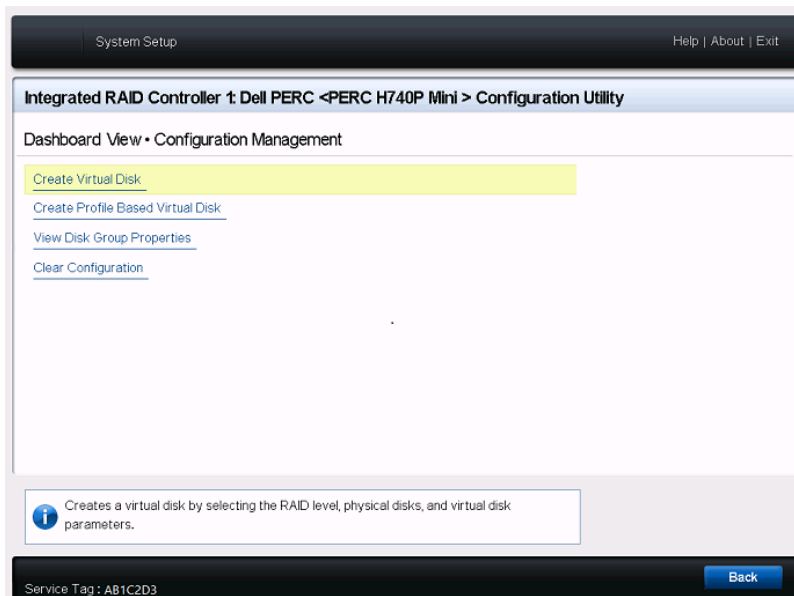 System Setup
Help | About | Exit
Integrated RAID Controller 1: Dell PERC <PERC H740P Mini > Configuration Utility
Dashboard View • Configuration Management
Create Virtual Disk
Create Profile Based Virtual Disk
View Disk Group Properties
Clear Configuration
Creates a virtual disk by selecting the RAID level, physical disks, and virtual disk
parameters.
Back
Service Tag : AB1C2D3